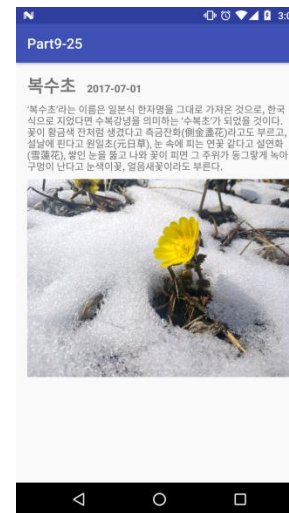 3:0
Part9-25
복수초 2017-07-01
'복수초'라는 이름은 일본식 한자명을 그대로 가져온 것으로, 한국
식으로 지었다면 수복강녕을 의미하는 '수복초'가 되었을 것이다.
꽃이 황금색 잔처럼 생겼다고 측금잔화(側金盞花)라고도 부르고,
설날에 핀다고 원일초(元日草), 눈 속에 피는 연꽃 같다고 설연화
(雪蓮花), 쌓인 눈을 뚫고 나와 꽃이 피면 그 주위가 동그랗게 녹아
구멍이 난다고 눈색이꽃, 얼음새꽃이라도 부른다.